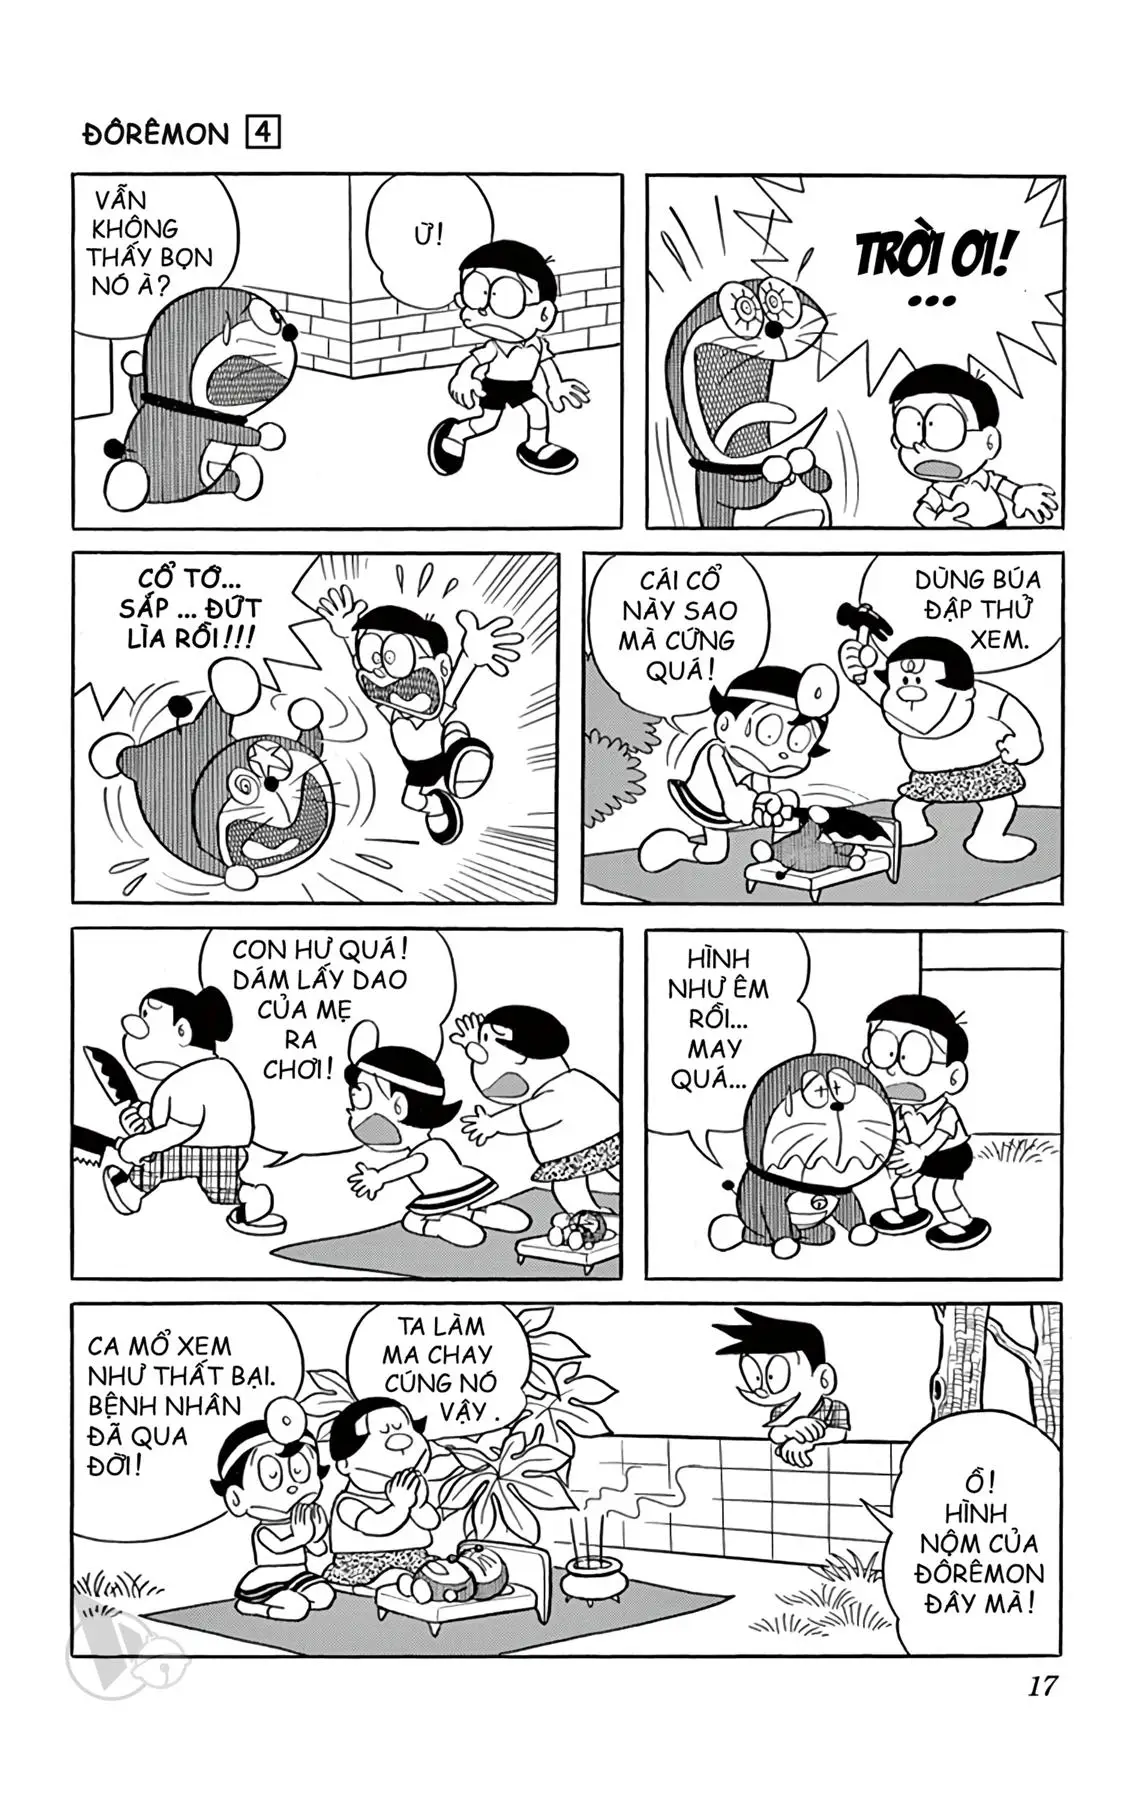 ĐÔRÊMON 4
VẪN
KHÔNG
THẤY BỌN
NÓ À?
Ừ!
TRỜI ƠI!
...
CỔ TỚ...
SẮP ... ĐỨT
LÌA RỒI!!!
CÁI CỔ
NÀY SAO
MÀ CỨNG
QUÁ!
DÙNG BÚA
ĐẬP THỬ
XEM.
CON HƯ QUÁ!
DÁM LẤY DAO
CỦA MẸ
RA
CHƠI!
HÌNH
NHƯ ÊM
RỒI...
MAY
QUÁ...
CA MỔ XEM
NHƯ THẤT BẠI.
BỆNH NHÂN
ĐÃ QUA
ĐỜI!
TA LÀM
MA CHAY
CÚNG NÓ
VẬY.
Ồ!
HÌNH
NỘM CỦA
ĐÔRÊMON
ĐÂY MÀ!
17